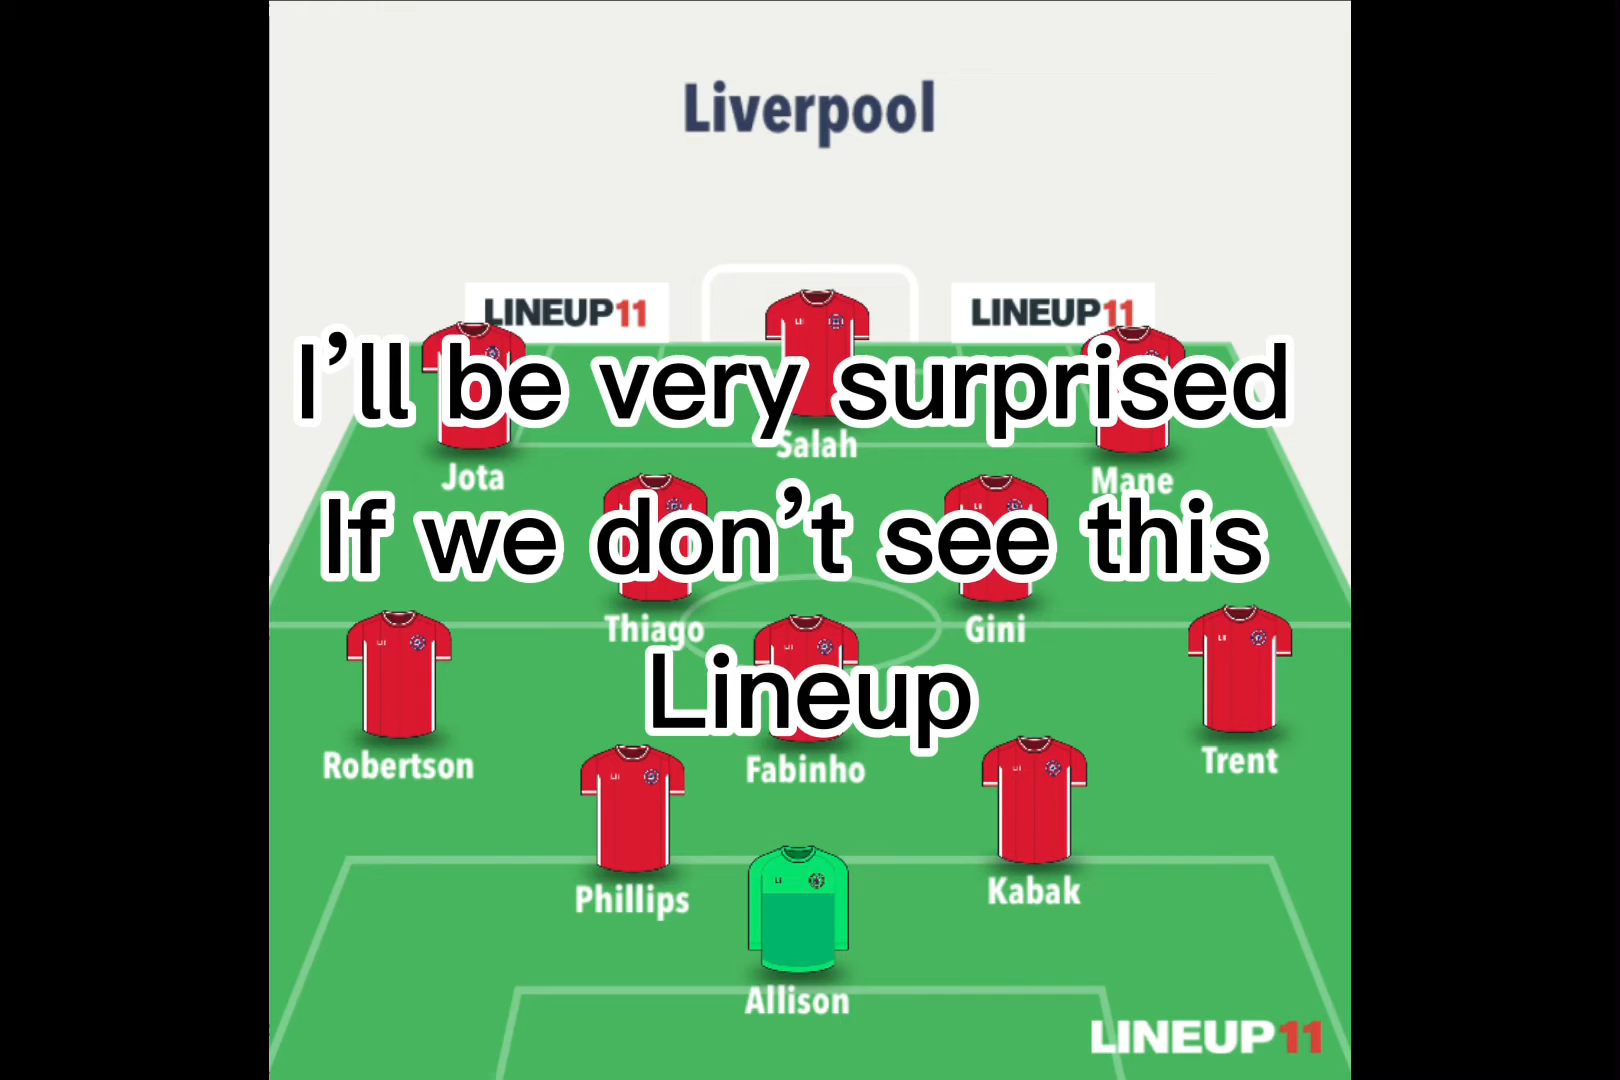 Liverpool
LINEUP11
LINEUP11
I’ll be very surprised
Salah
Jota
Mane
If we don’t see this
Thiago
Gini
Lineup
Robertson
Fabinho
Trent
Phillips
Kabak
Allison
LINEUP11